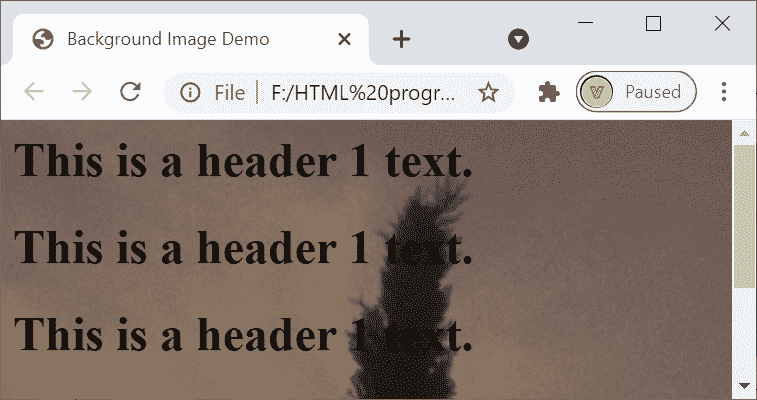 Background Image Demo
File F:/HTML%20progr... Paused
This is a header 1 text.
This is a header 1 text.
This is a header 1 text.